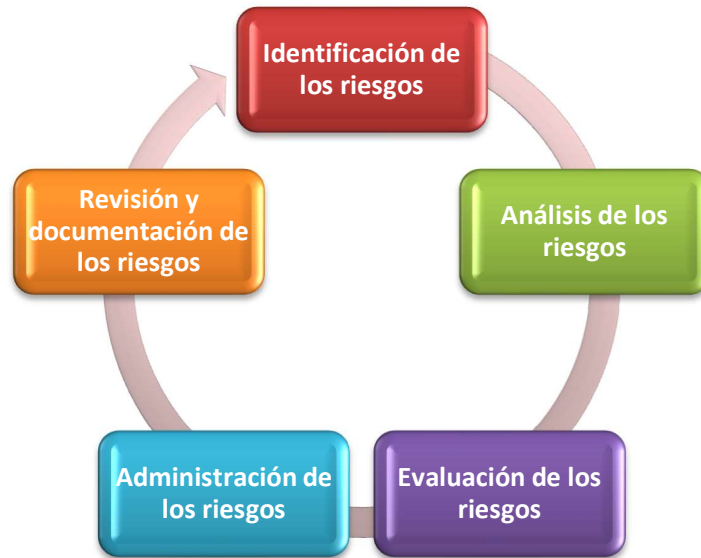 Identificación de
los riesgos
Análisis de los
riesgos
Evaluación de los
riesgos
Administración de
los riesgos
Revisión y
documentación de
los riesgos